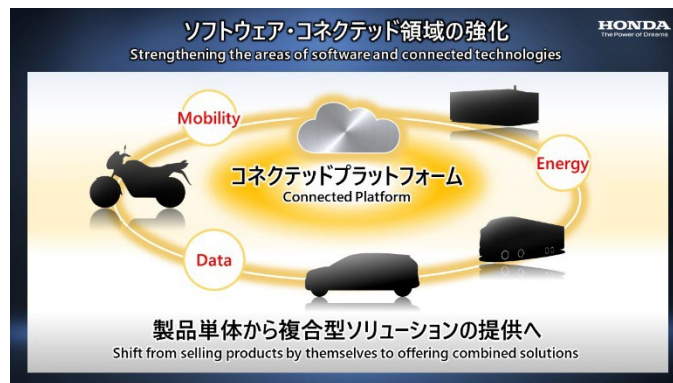 ソフトウェア・コネクテッド領域の強化
Strengthening the areas of software and connected technologies
HONDA
The Power of Dreams
Mobility
コネクテッドプラットフォーム
Connected Platform
Energy
Data
製品単体から複合型ソリューションの提供へ
Shift from selling products by themselves to offering combined solutions